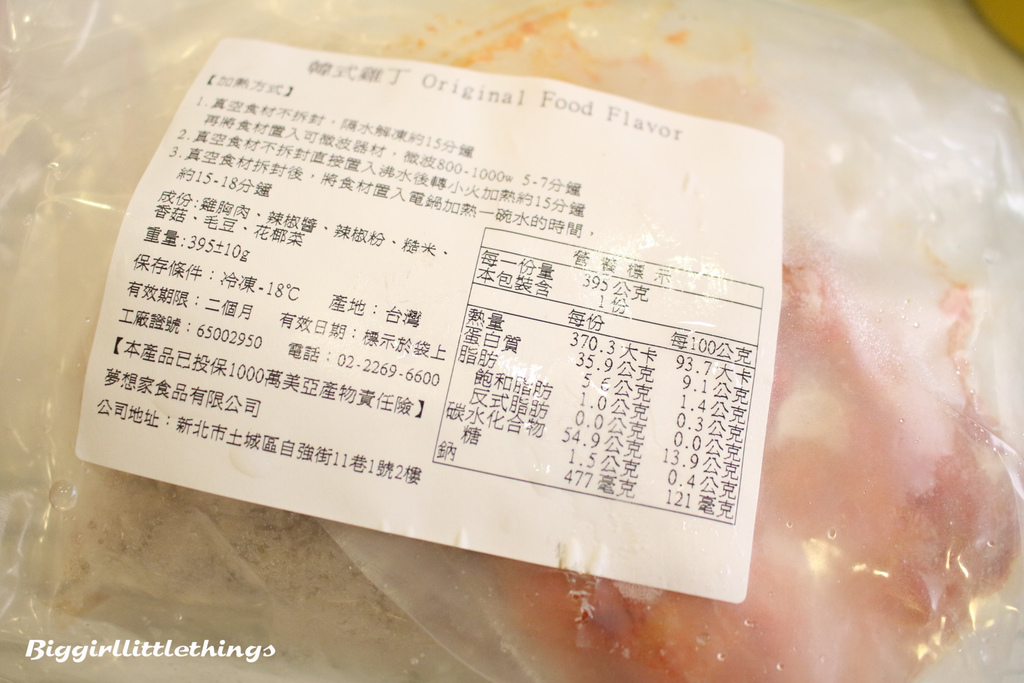 韓式雞丁 Original Food Flavor
【加熱方式】
1.真空食材不拆封，隔水解凍約15分鐘
再將食材置入可微波器材，微波800-1000w 5-7分鐘
2.真空食材不拆封直接置入沸水後轉小火加熱約15分鐘
3.真空食材拆封後，將食材置入電鍋加熱一碗水的時間，
約15-18分鐘
成份:雞胸肉、辣椒醬、辣椒粉、糙米、
香菇、毛豆、花椰菜
重量:395±10g
保存條件：冷凍-18℃ 產地：台灣
有效期限：二個月 有效日期：標示於袋上
工廠證號：65002950 電話：02-2269-6600
【本產品已投保1000萬美亞產物責任險】
夢想家食品有限公司
公司地址：新北市土城區自強街11巷1號2樓
營養標示
每一份量 395公克
本包裝含 1份
每份 每100公克
熱量 370.3大卡 93.7大卡
蛋白質 35.9公克 9.1公克
脂肪 5.6公克 1.4公克
飽和脂肪 1.0公克 0.3公克
反式脂肪 0.0公克 0.0公克
碳水化合物 54.9公克 13.9公克
糖 1.5公克 0.4公克
鈉 477毫克 121毫克
Biggirllittlethings